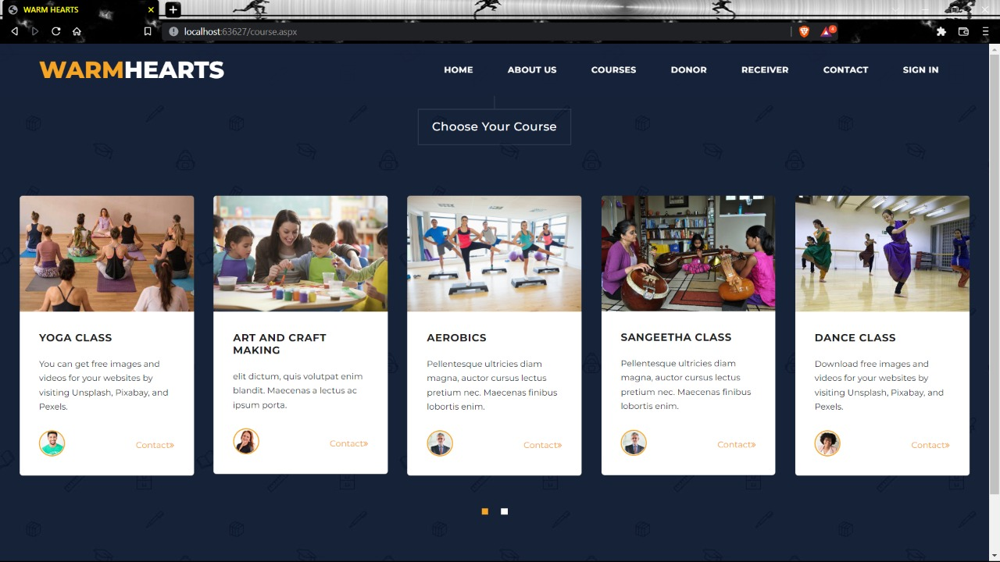 WARM HEARTS
localhost:63627/course.aspx
4
WARMHEARTS
HOME
ABOUT US
COURSES
DONOR
RECEIVER
CONTACT
SIGN IN
Choose Your Course
YOGA CLASS
You can get free images and
videos for your websites by
visiting Unsplash, Pixabay, and
Pexels.
Contact»
ART AND CRAFT
MAKING
elit dictum, quis volutpat enim
blandit. Maecenas a lectus ac
ipsum porta.
Contact»
AEROBICS
Pellentesque ultricies diam
magna, auctor cursus lectus
pretium nec. Maecenas finibus
lobortis enim.
Contact»
SANGEETHA CLASS
Pellentesque ultricies diam
magna, auctor cursus lectus
pretium nec. Maecenas finibus
lobortis enim.
Contact»
DANCE CLASS
Download free images and
videos for your websites by
visiting Unsplash, Pixabay, and
Pexels.
Contact»